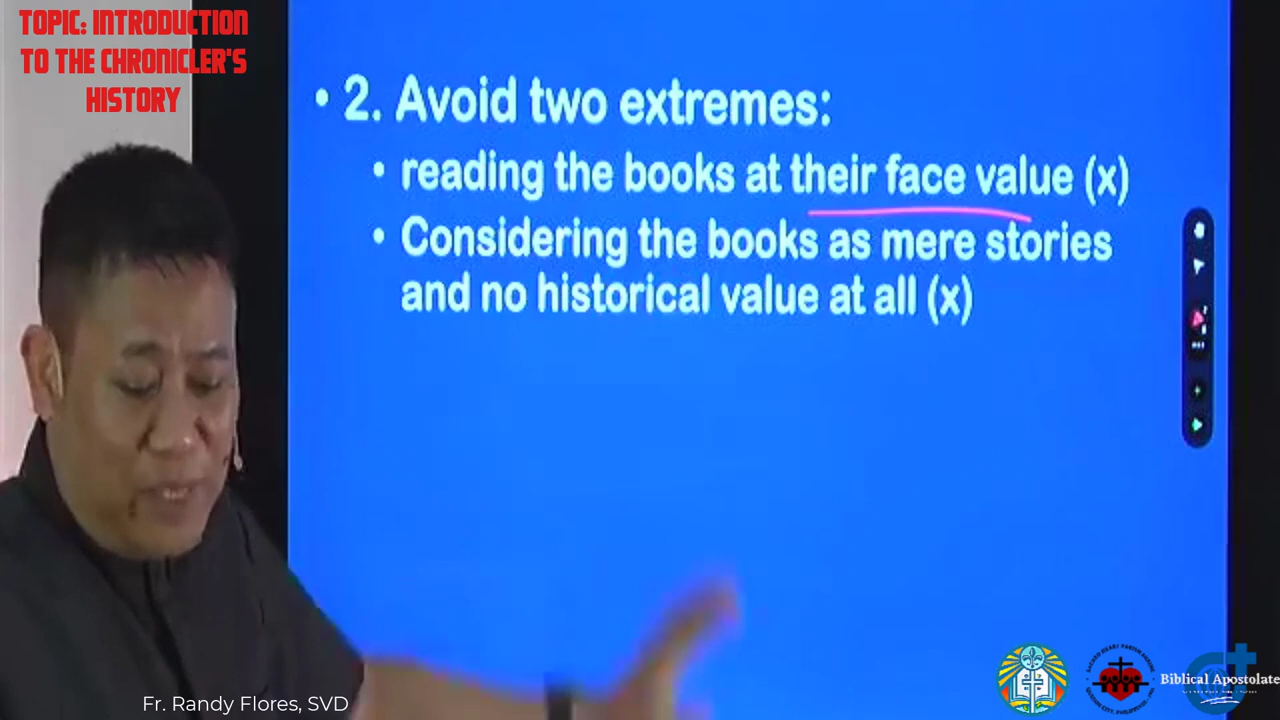 TOPIC: INTRODUCTION
TO THE CHRONICLER'S
HISTORY
• 2. Avoid two extremes:
• reading the books at their face value (x)
• Considering the books as mere stories
and no historical value at all (x)
Fr. Randy Flores, SVD
Biblical Apostolate